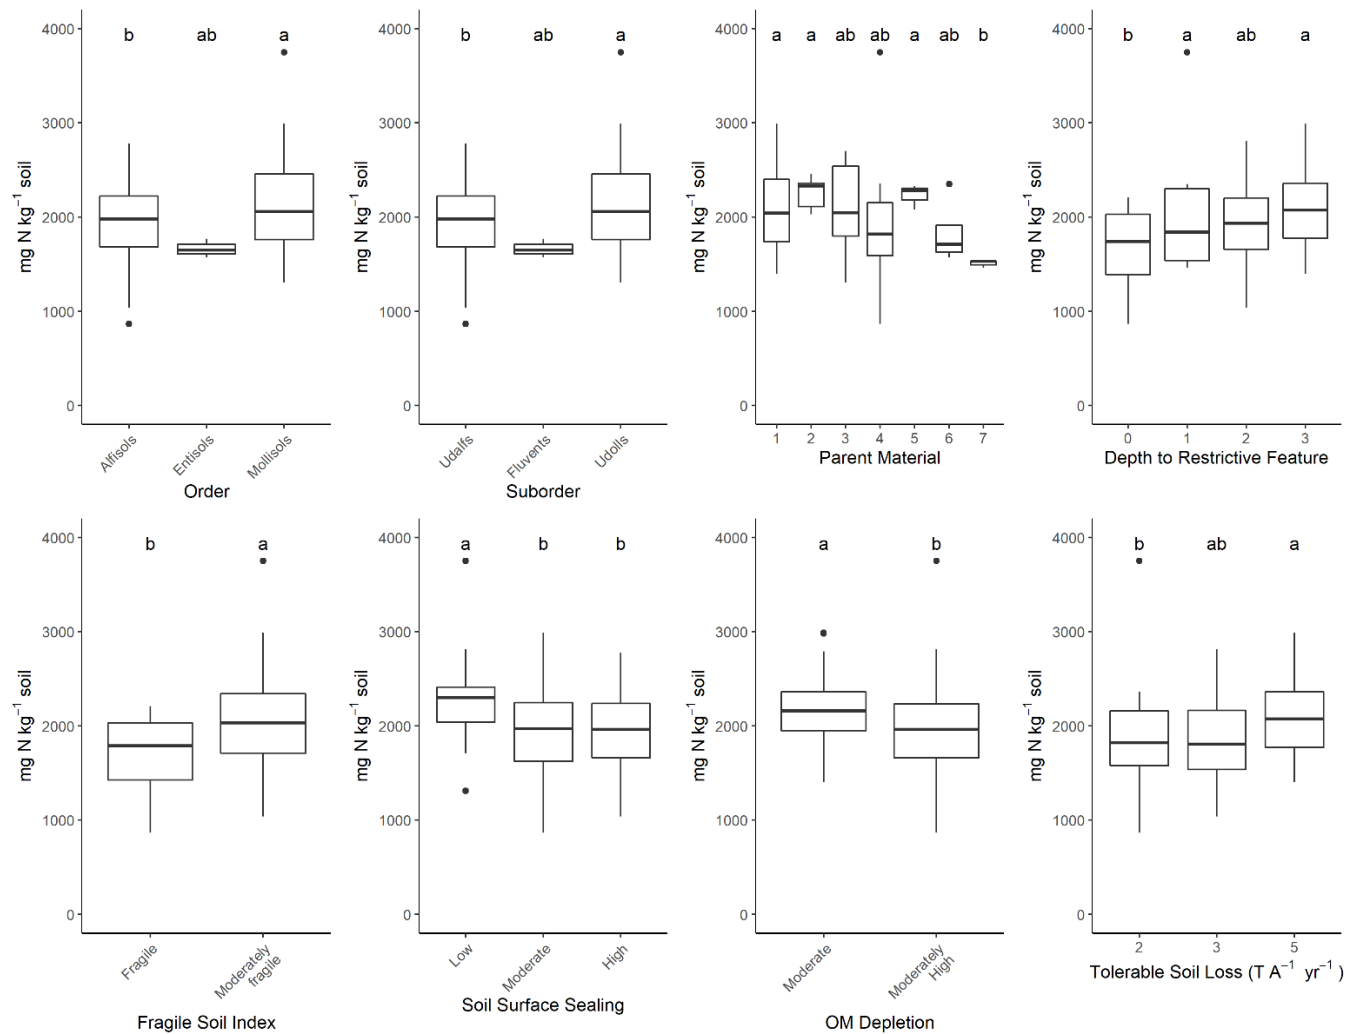 4000
3000
2000
1000
0
mg N kg⁻¹ soil
b ab a
Alfisols
Entisols
Mollisols
Order
4000
3000
2000
1000
0
mg N kg⁻¹ soil
b ab a
Udalfs
Fluvents
Udolls
Suborder
4000
3000
2000
1000
0
mg N kg⁻¹ soil
a a ab ab a ab b
1 2 3 4 5 6 7
Parent Material
4000
3000
2000
1000
0
mg N kg⁻¹ soil
b a ab a
0 1 2 3
Depth to Restrictive Feature
4000
3000
2000
1000
0
mg N kg⁻¹ soil
b a
Fragile
Moderately
fragile
Fragile Soil Index
4000
3000
2000
1000
0
mg N kg⁻¹ soil
a b b
Low
Moderate
High
Soil Surface Sealing
4000
3000
2000
1000
0
mg N kg⁻¹ soil
a b
Moderate
Moderately
High
OM Depletion
4000
3000
2000
1000
0
mg N kg⁻¹ soil
b ab a
2 3 5
Tolerable Soil Loss (T A⁻¹ yr⁻¹ )